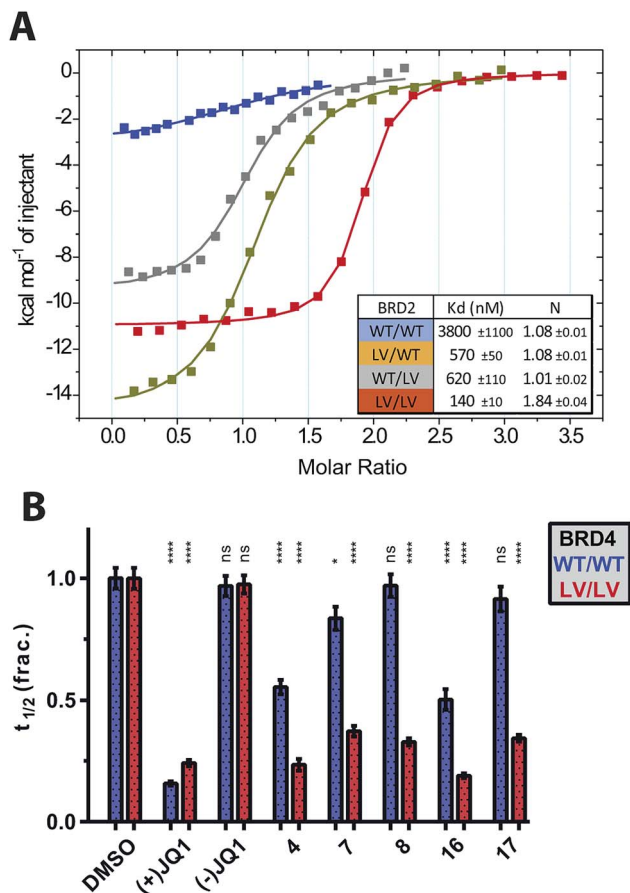 A
0
-2
-4
-6
-8
-10
-12
-14
kcal mol⁻¹ of injectant
BRD2 Kd (nM) N
WT/WT 3800 ±1100 1.08 ±0.01
LV/WT 570 ±50 1.08 ±0.01
WT/LV 620 ±110 1.01 ±0.02
LV/LV 140 ±10 1.84 ±0.04
0.0 0.5 1.0 1.5 2.0 2.5 3.0 3.5
Molar Ratio
B
BRD4
WT/WT
LV/LV
**** **** ns ns **** **** * **** ns **** **** **** ns ****
1.0
0.5
0.0
t1/2 (frac.)
DMSO (+)JQ1 (-)JQ1 4 7 8 16 17